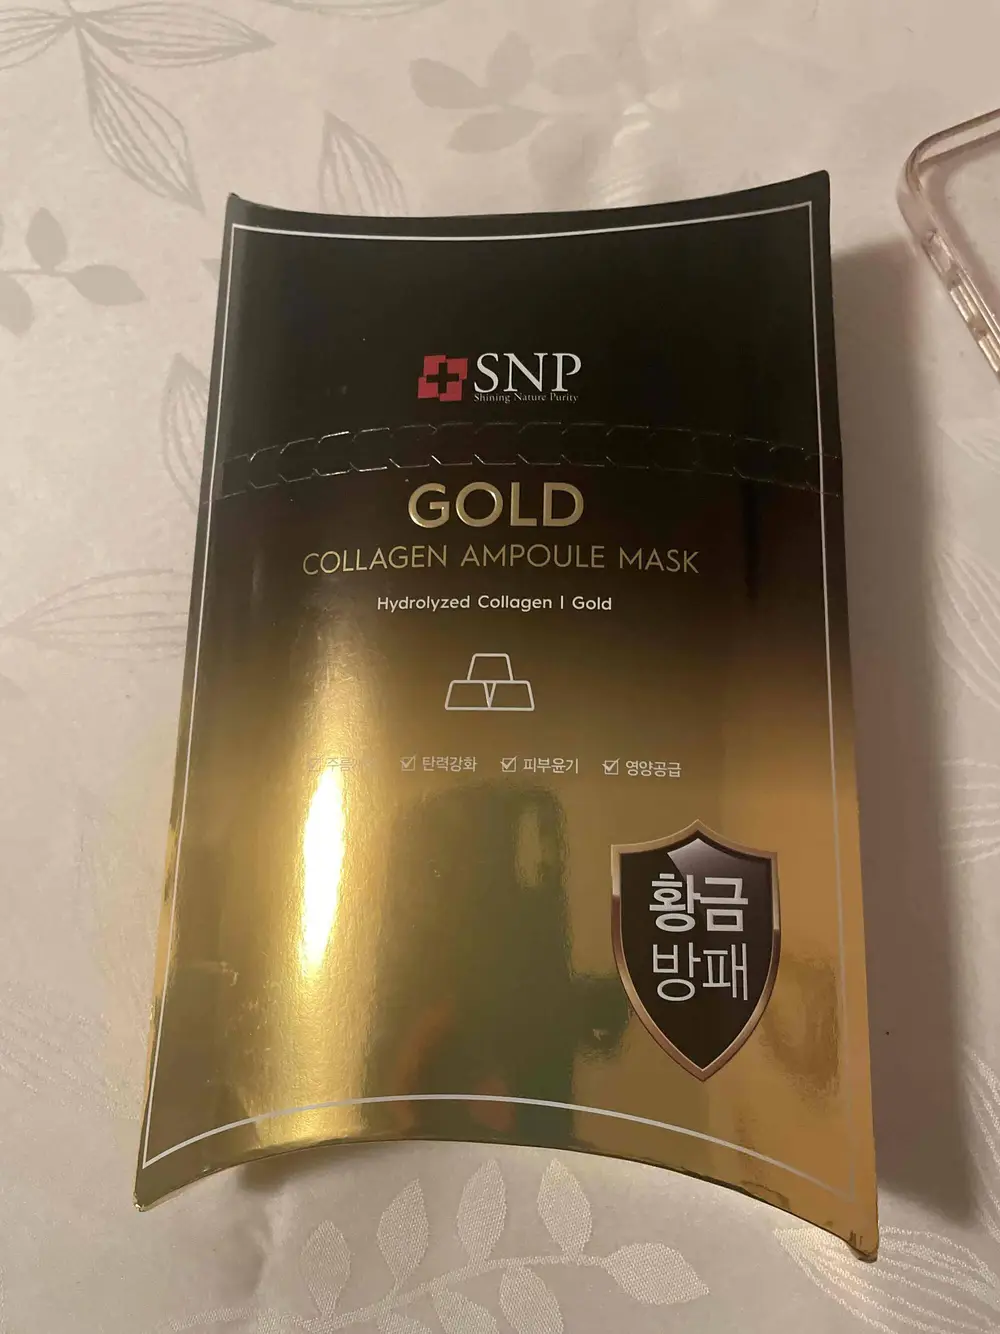 SNP
Shining Nature Purity
GOLD
COLLAGEN AMPOULE MASK
Hydrolyzed Collagen | Gold
탄력강화 피부윤기 영양공급
황금
방패